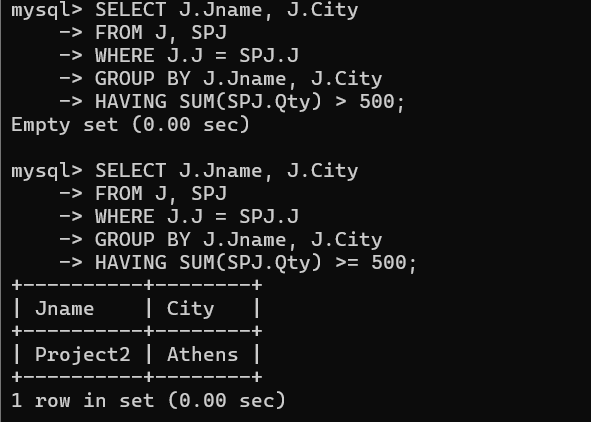 mysql> SELECT J.Jname, J.City
    -> FROM J, SPJ
    -> WHERE J.J = SPJ.J
    -> GROUP BY J.Jname, J.City
    -> HAVING SUM(SPJ.Qty) > 500;
Empty set (0.00 sec)

mysql> SELECT J.Jname, J.City
    -> FROM J, SPJ
    -> WHERE J.J = SPJ.J
    -> GROUP BY J.Jname, J.City
    -> HAVING SUM(SPJ.Qty) >= 500;
+----------+--------+
| Jname    | City   |
+----------+--------+
| Project2 | Athens |
+----------+--------+
1 row in set (0.00 sec)